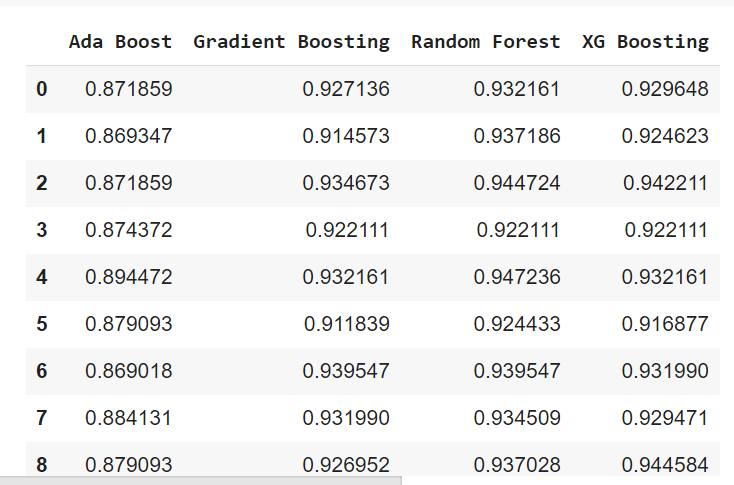 Ada Boost Gradient Boosting Random Forest XG Boosting
0 0.871859 0.927136 0.932161 0.929648
1 0.869347 0.914573 0.937186 0.924623
2 0.871859 0.934673 0.944724 0.942211
3 0.874372 0.922111 0.922111 0.922111
4 0.894472 0.932161 0.947236 0.932161
5 0.879093 0.911839 0.924433 0.916877
6 0.869018 0.939547 0.939547 0.931990
7 0.884131 0.931990 0.934509 0.929471
8 0.879093 0.926952 0.937028 0.944584